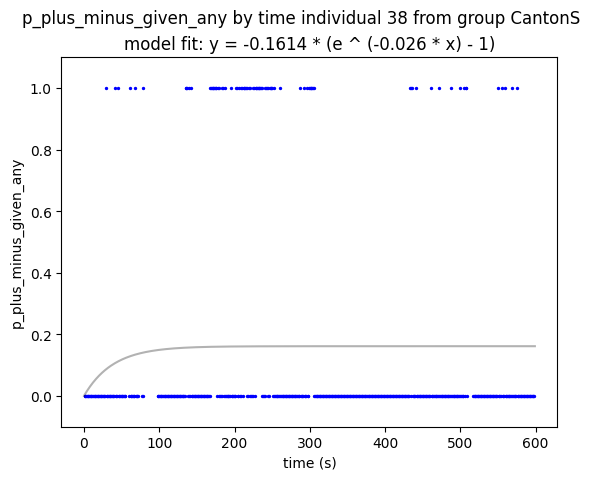 p_plus_minus_given_any by time individual 38 from group CantonS
model fit: y = -0.1614 * (e ^ (-0.026 * x) - 1)
1.0
0.8
0.6
0.4
0.2
0.0
p_plus_minus_given_any
0 100 200 300 400 500 600
time (s)